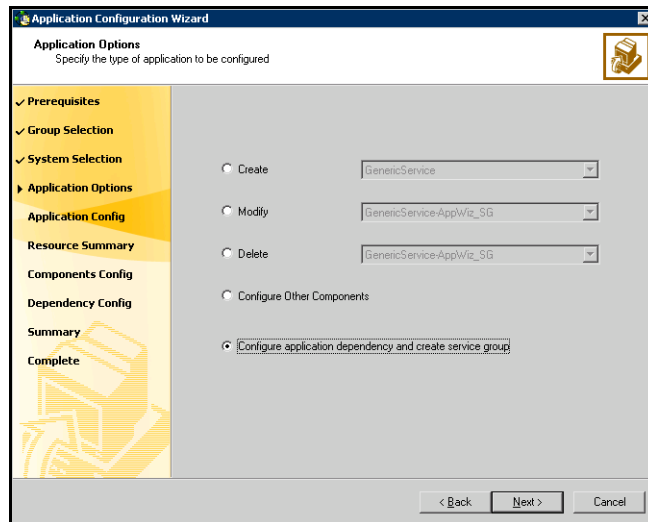 Application Configuration Wizard
Application Options
Specify the type of application to be configured
Prerequisites
Group Selection
System Selection
Application Options
Application Config
Resource Summary
Components Config
Dependency Config
Summary
Complete
Create
GenericService
Modify
GenericService-AppWiz_SG
Delete
GenericService-AppWiz_SG
Configure Other Components
Configure application dependency and create service group
< Back
Next >
Cancel